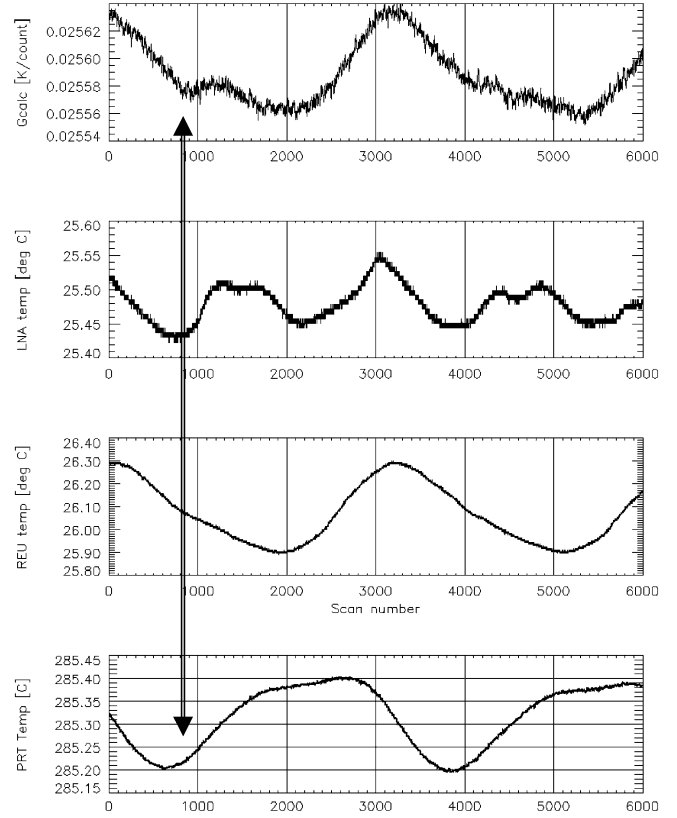 Gcalc [K/count]
0.02562
0.02560
0.02558
0.02556
0.02554
0 1000 2000 3000 4000 5000 6000
LNA temp [deg C]
25.60
25.55
25.50
25.45
25.40
0 1000 2000 3000 4000 5000 6000
REU temp [deg C]
26.40
26.30
26.20
26.10
26.00
25.90
25.80
0 1000 2000 3000 4000 5000 6000
Scan number
PRT Temp [C]
285.45
285.40
285.35
285.30
285.25
285.20
285.15
0 1000 2000 3000 4000 5000 6000